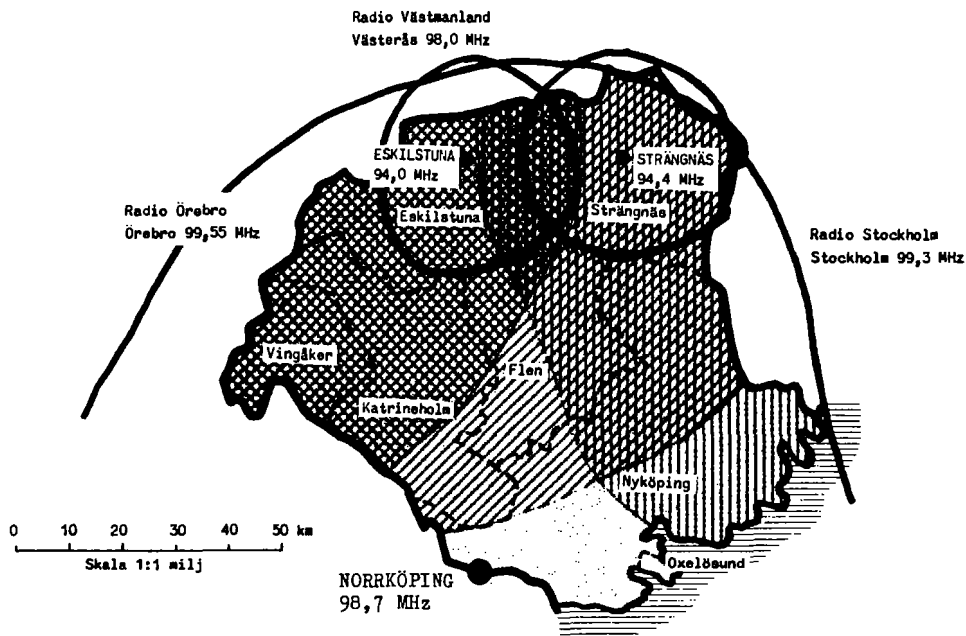 Radio Västmanland
Västerås 98,0 MHz
ESKILSTUNA
94,0 MHz
STRÄNGNÄS
94,4 MHz
Eskilstuna
Strängnäs
Radio Örebro
Örebro 99,55 MHz
Radio Stockholm
Stockholm 99,3 MHz
Vingåker
Flen
Katrineholm
Nyköping
0 10 20 30 40 50 km
Skala 1:1 milj
Oxelösund
NORRKÖPING
98,7 MHz